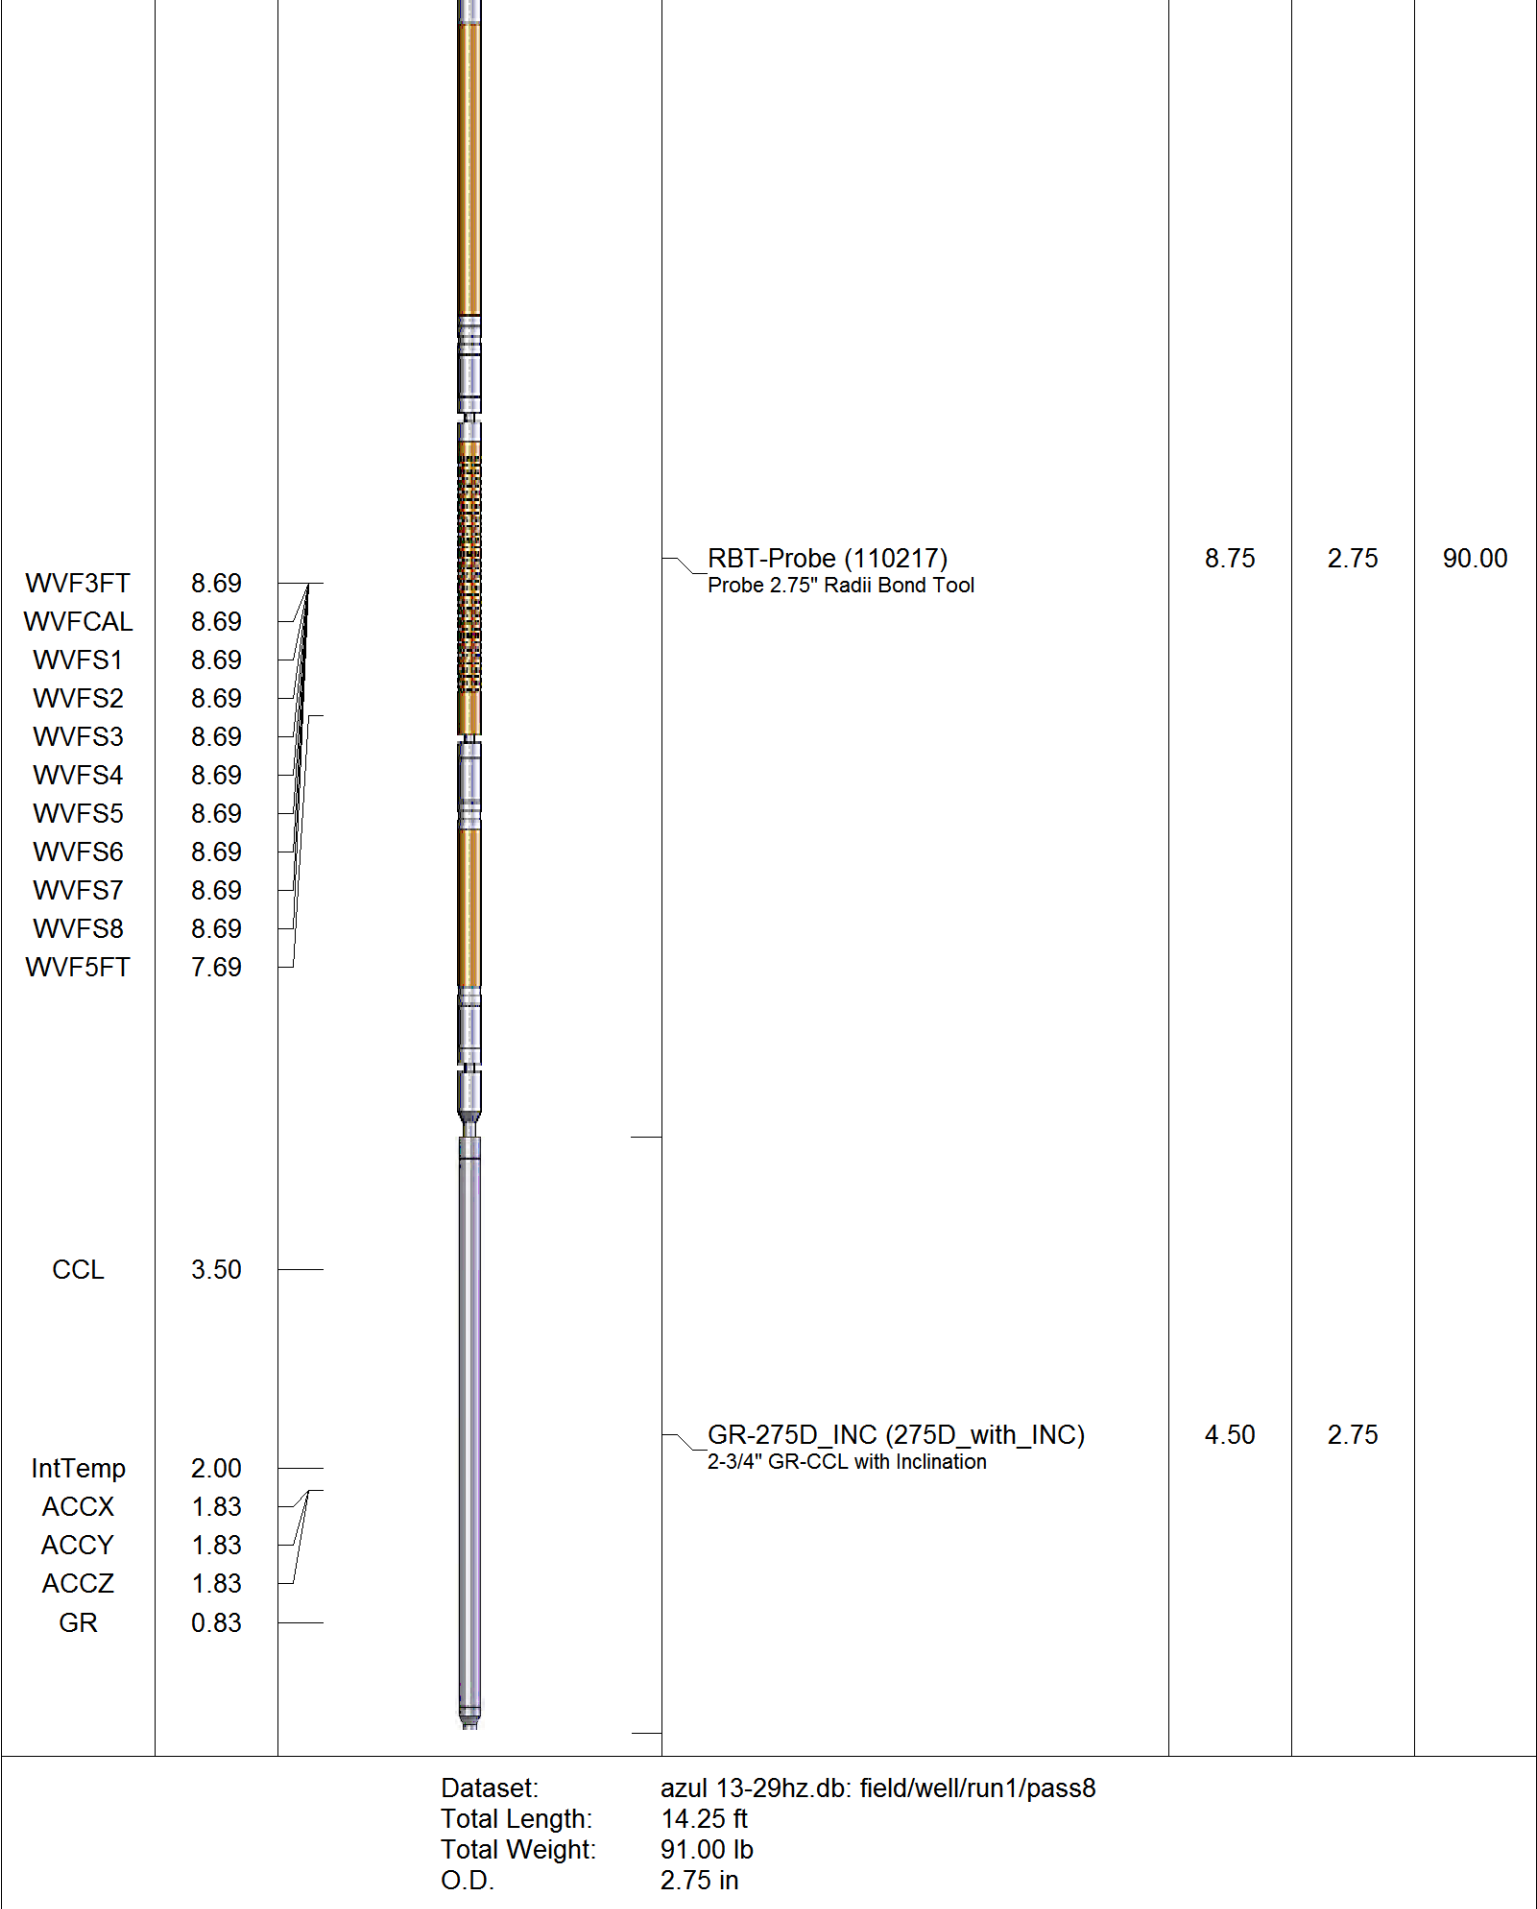 RBT-Probe (110217) 8.75 2.75 90.00
Probe 2.75" Radii Bond Tool
WVF3FT 8.69
WVFCAL 8.69
WVFS1 8.69
WVFS2 8.69
WVFS3 8.69
WVFS4 8.69
WVFS5 8.69
WVFS6 8.69
WVFS7 8.69
WVFS8 8.69
WVF5FT 7.69
CCL 3.50
GR-275D_INC (275D_with_INC) 4.50 2.75
2-3/4" GR-CCL with Inclination
IntTemp 2.00
ACCX 1.83
ACCY 1.83
ACCZ 1.83
GR 0.83
Dataset: azul 13-29hz.db: field/well/run1/pass8
Total Length: 14.25 ft
Total Weight: 91.00 lb
O.D. 2.75 in